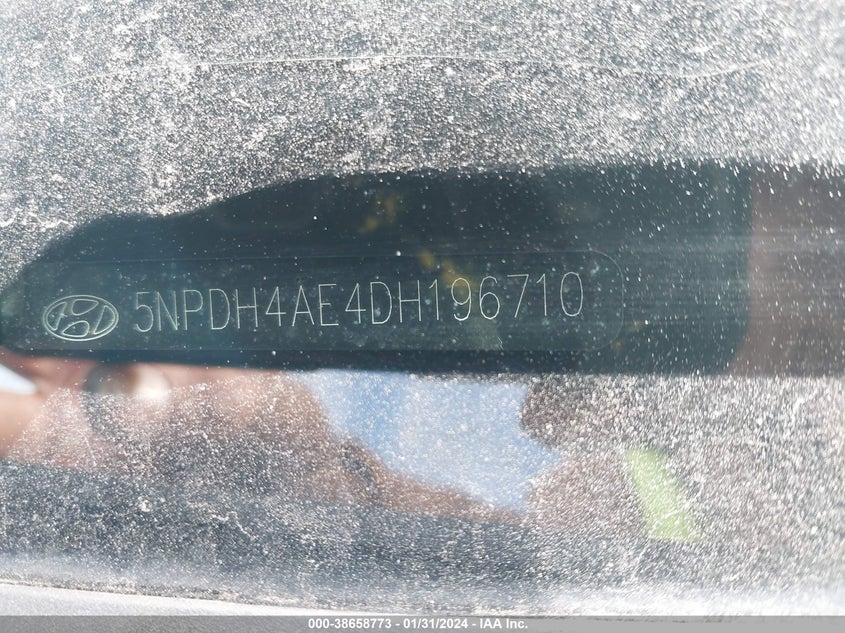 5NPDH4AE4DH196710
000-38658773 - 01/31/2024 - IAA Inc.